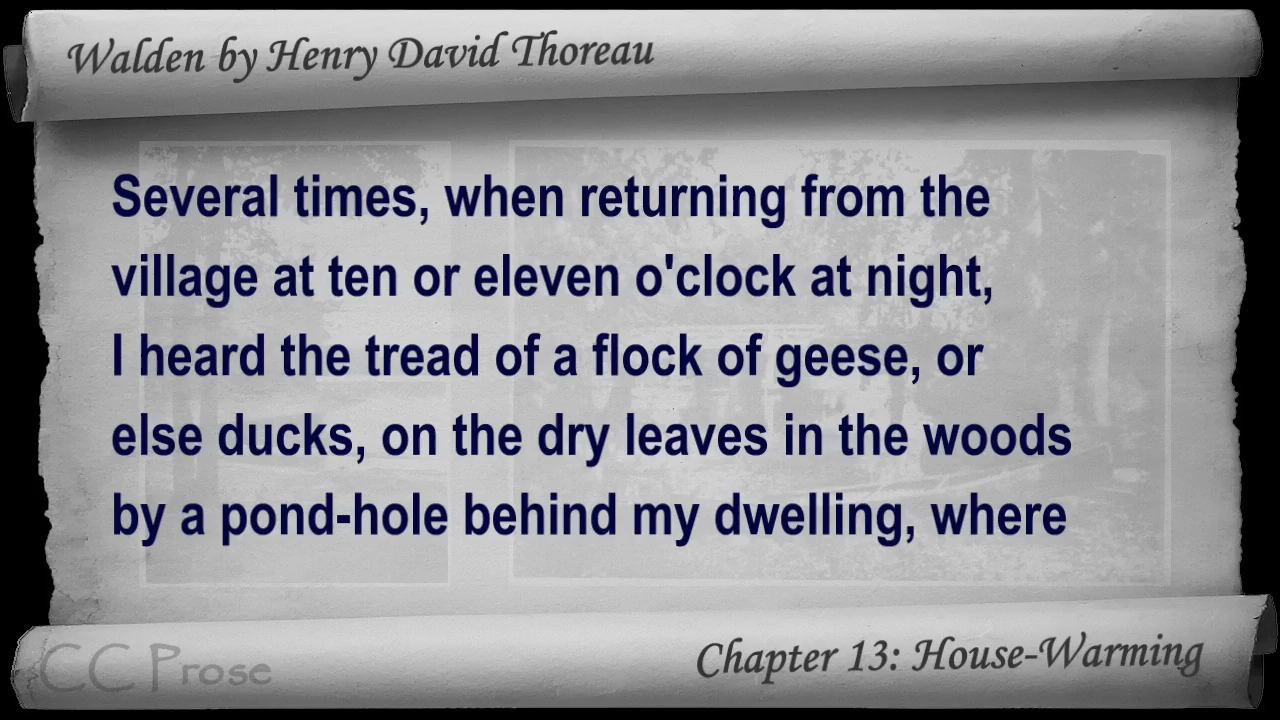 Walden by Henry David Thoreau
Several times, when returning from the
village at ten or eleven o'clock at night,
I heard the tread of a flock of geese, or
else ducks, on the dry leaves in the woods
by a pond-hole behind my dwelling, where
CC Prose
Chapter 13: House-Warming